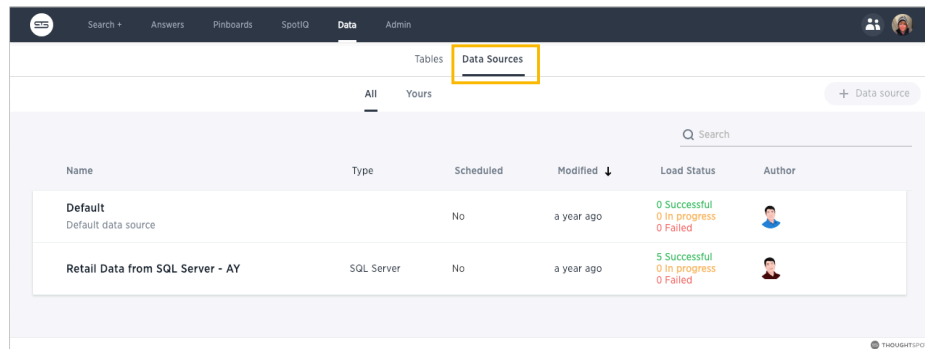 Search + Answers Pinboards SpotIQ Data Admin
Tables Data Sources
All Yours
+ Data source
Search
Name Type Scheduled Modified ↓ Load Status Author
Default
Default data source
No a year ago
0 Successful
0 In progress
0 Failed
Retail Data from SQL Server - AY SQL Server No a year ago
5 Successful
0 In progress
0 Failed